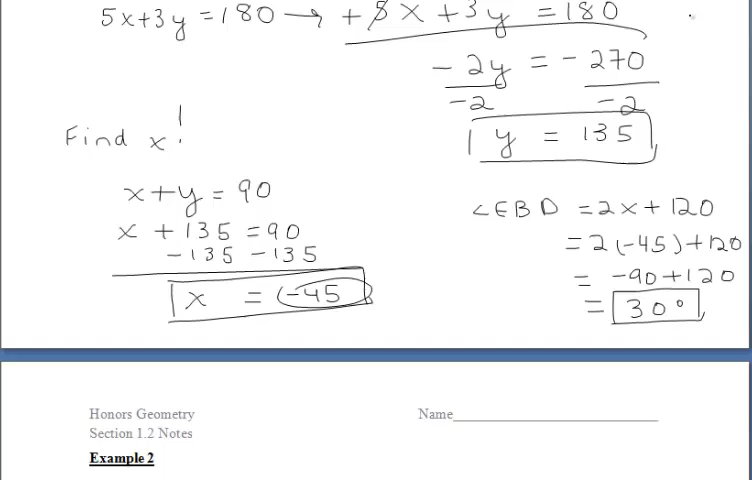 5x+3y=180 → +5x+3y=180
-2y = -270
-2 -2
y = 135
Find x!
x+y=90
x+135=90
-135 -135
x = -45
∠EBD =2x+120
=2(-45)+120
= -90+120
= 30°
Honors Geometry
Section 1.2 Notes
Name__________________________
Example 2